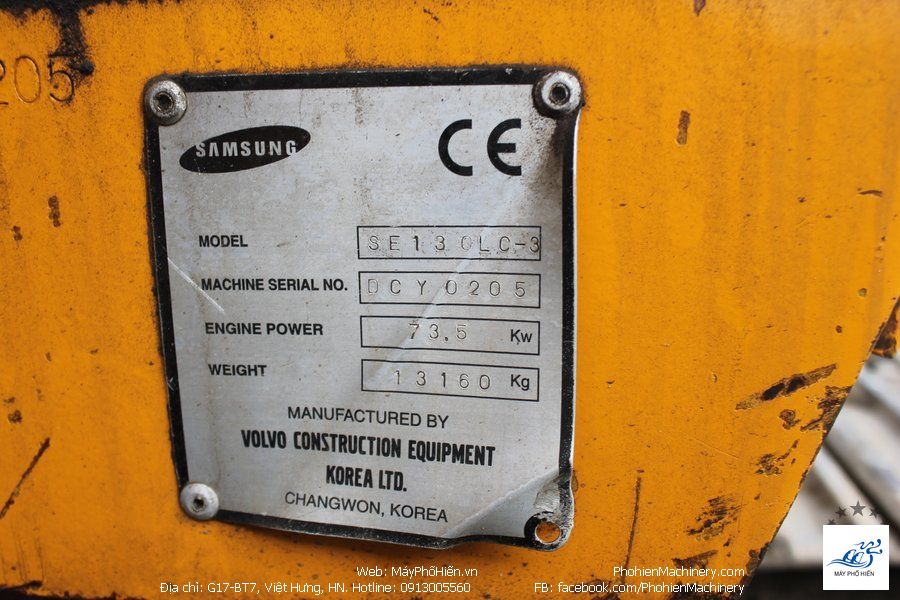 205
SAMSUNG
CE
MODEL SE130LC-3
MACHINE SERIAL NO. DCY0205
ENGINE POWER 73.5 Kw
WEIGHT 13160 Kg
MANUFACTURED BY
VOLVO CONSTRUCTION EQUIPMENT
KOREA LTD.
CHANGWON, KOREA
Web: MáyPhốHiến.vn PhohienMachinery.com
Địa chỉ: G17-BT7, Việt Hưng, HN. Hotline: 0913005560 FB: facebook.com/PhohienMachinery
MÁY PHỐ HIẾN